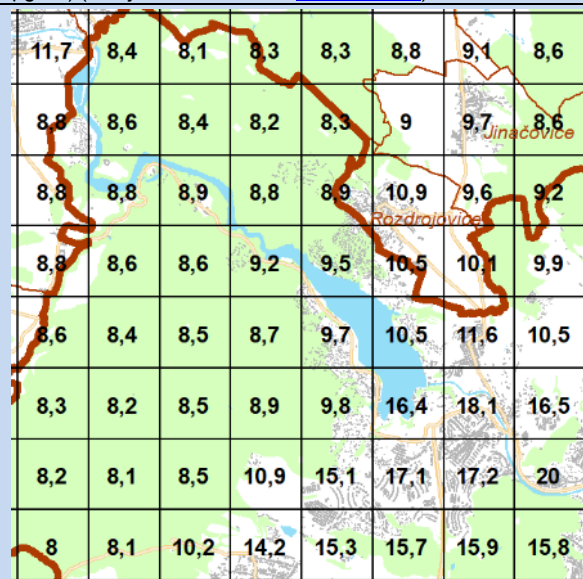 11,7 8,4 8,1 8,3 8,3 8,8 9,1 8,6
8,8 8,6 8,4 8,2 8,3 9 9,7 8,6
Jinačovice
8,8 8,8 8,9 8,8 8,9 10,9 9,6 9,2
Rozdrojovice
8,8 8,6 8,6 9,2 9,5 10,5 10,1 9,9
8,6 8,4 8,5 8,7 9,7 10,5 11,6 10,5
8,3 8,2 8,5 8,9 9,8 16,4 18,1 16,5
8,2 8,1 8,5 10,9 15,1 17,1 17,2 20
8 8,1 10,2 14,2 15,3 15,7 15,9 15,8